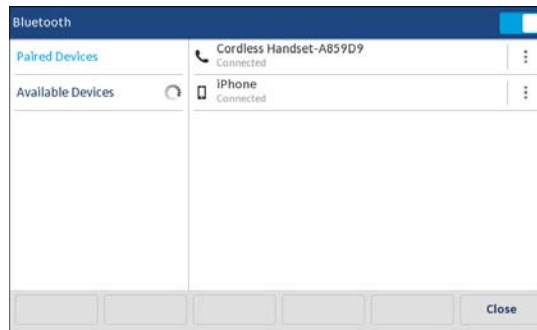 Bluetooth
Paired Devices
Available Devices
Cordless Handset-A859D9
Connected
iPhone
Connected
Close